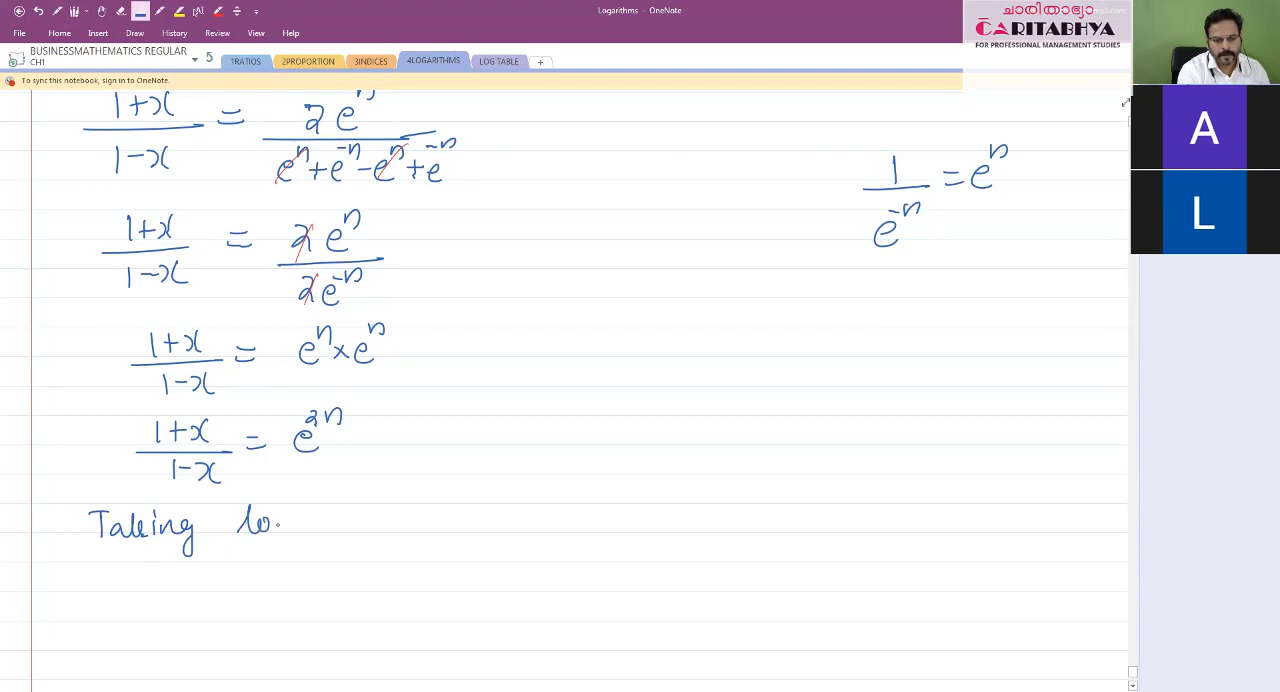 Logarithms - OneNote
File Home Insert Draw History Review View Help
BUSINESSMATHEMATICS REGULAR
CH1
1RATIOS 2PROPORTION 3INDICES 4LOGARITHMS LOG TABLE +
To sync this notebook, sign in to OneNote.
ചാരിതാഭ്യാ
CARITABHYA
FOR PROFESSIONAL MANAGEMENT STUDIES
A
L
1+x / 1-x = 2e^n / e^n + e^-n - e^n + e^-n
1 / e^-n = e^n
1+x / 1-x = 2e^n / 2e^-n
1+x / 1-x = e^n × e^n
1+x / 1-x = e^2n
Taking lo